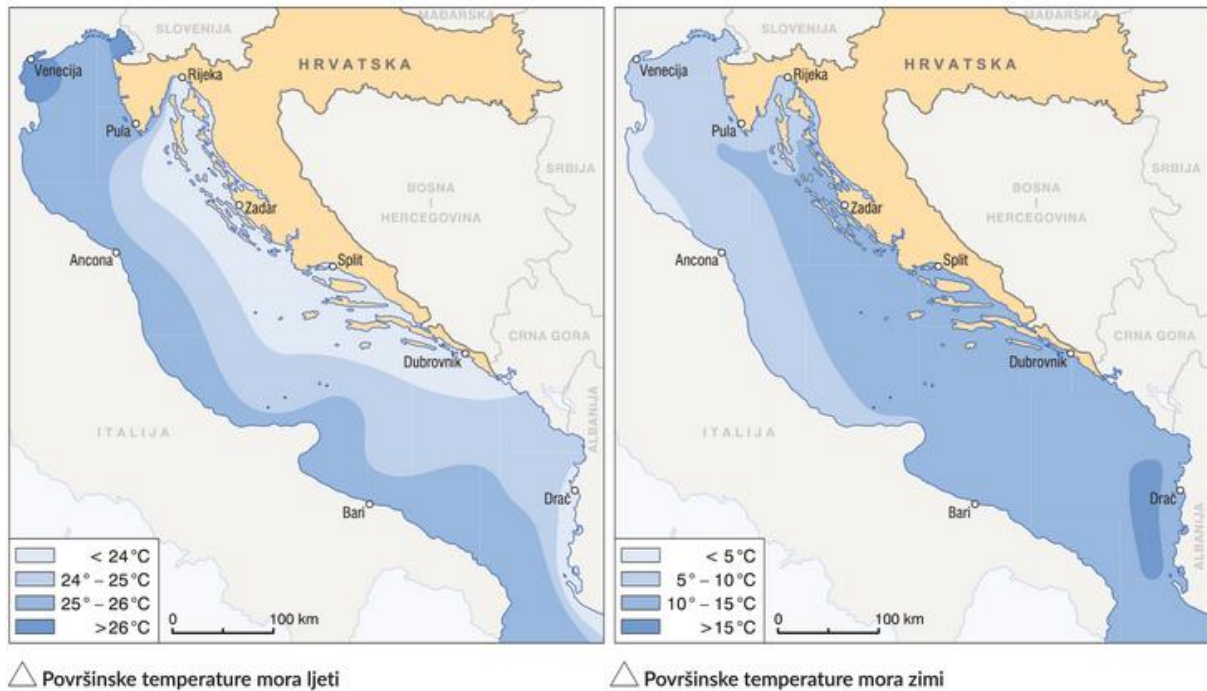 SLOVENIJA
MAĐARSKA
Venecija
Rijeka
HRVATSKA
Pula
SRBIJA
BOSNA
I
HERCEGOVINA
Zadar
Ancona
Split
CRNA GORA
Dubrovnik
ALBANIJA
ITALIJA
Drač
Bari
< 24 °C
24° – 25 °C
25° – 26 °C
>26 °C
0 100 km
Površinske temperature mora ljeti
SLOVENIJA
MAĐARSKA
Venecija
Rijeka
HRVATSKA
Pula
SRBIJA
BOSNA
I
HERCEGOVINA
Zadar
Ancona
Split
CRNA GORA
Dubrovnik
ALBANIJA
ITALIJA
Drač
Bari
< 5 °C
5° – 10 °C
10° – 15 °C
>15 °C
0 100 km
Površinske temperature mora zimi